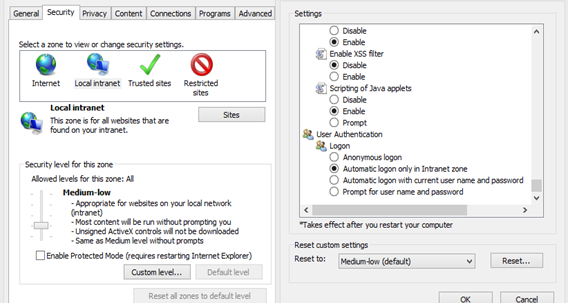 General Security Privacy Content Connections Programs Advanced
Select a zone to view or change security settings.
Internet Local intranet Trusted sites Restricted
sites
Local intranet
This zone is for all websites that are
found on your intranet.
Sites
Security level for this zone
Allowed levels for this zone: All
Medium-low
- Appropriate for websites on your local network
(intranet)
- Most content will be run without prompting you
- Unsigned ActiveX controls will not be downloaded
- Same as Medium level without prompts
Enable Protected Mode (requires restarting Internet Explorer)
Custom level... Default level
Reset all zones to default level
Settings
Disable
Enable
Enable XSS filter
Disable
Enable
Scripting of Java applets
Disable
Enable
Prompt
User Authentication
Logon
Anonymous logon
Automatic logon only in Intranet zone
Automatic logon with current user name and password
Prompt for user name and password
*Takes effect after you restart your computer
Reset custom settings
Reset to: Medium-low (default) Reset...
OK Cancel